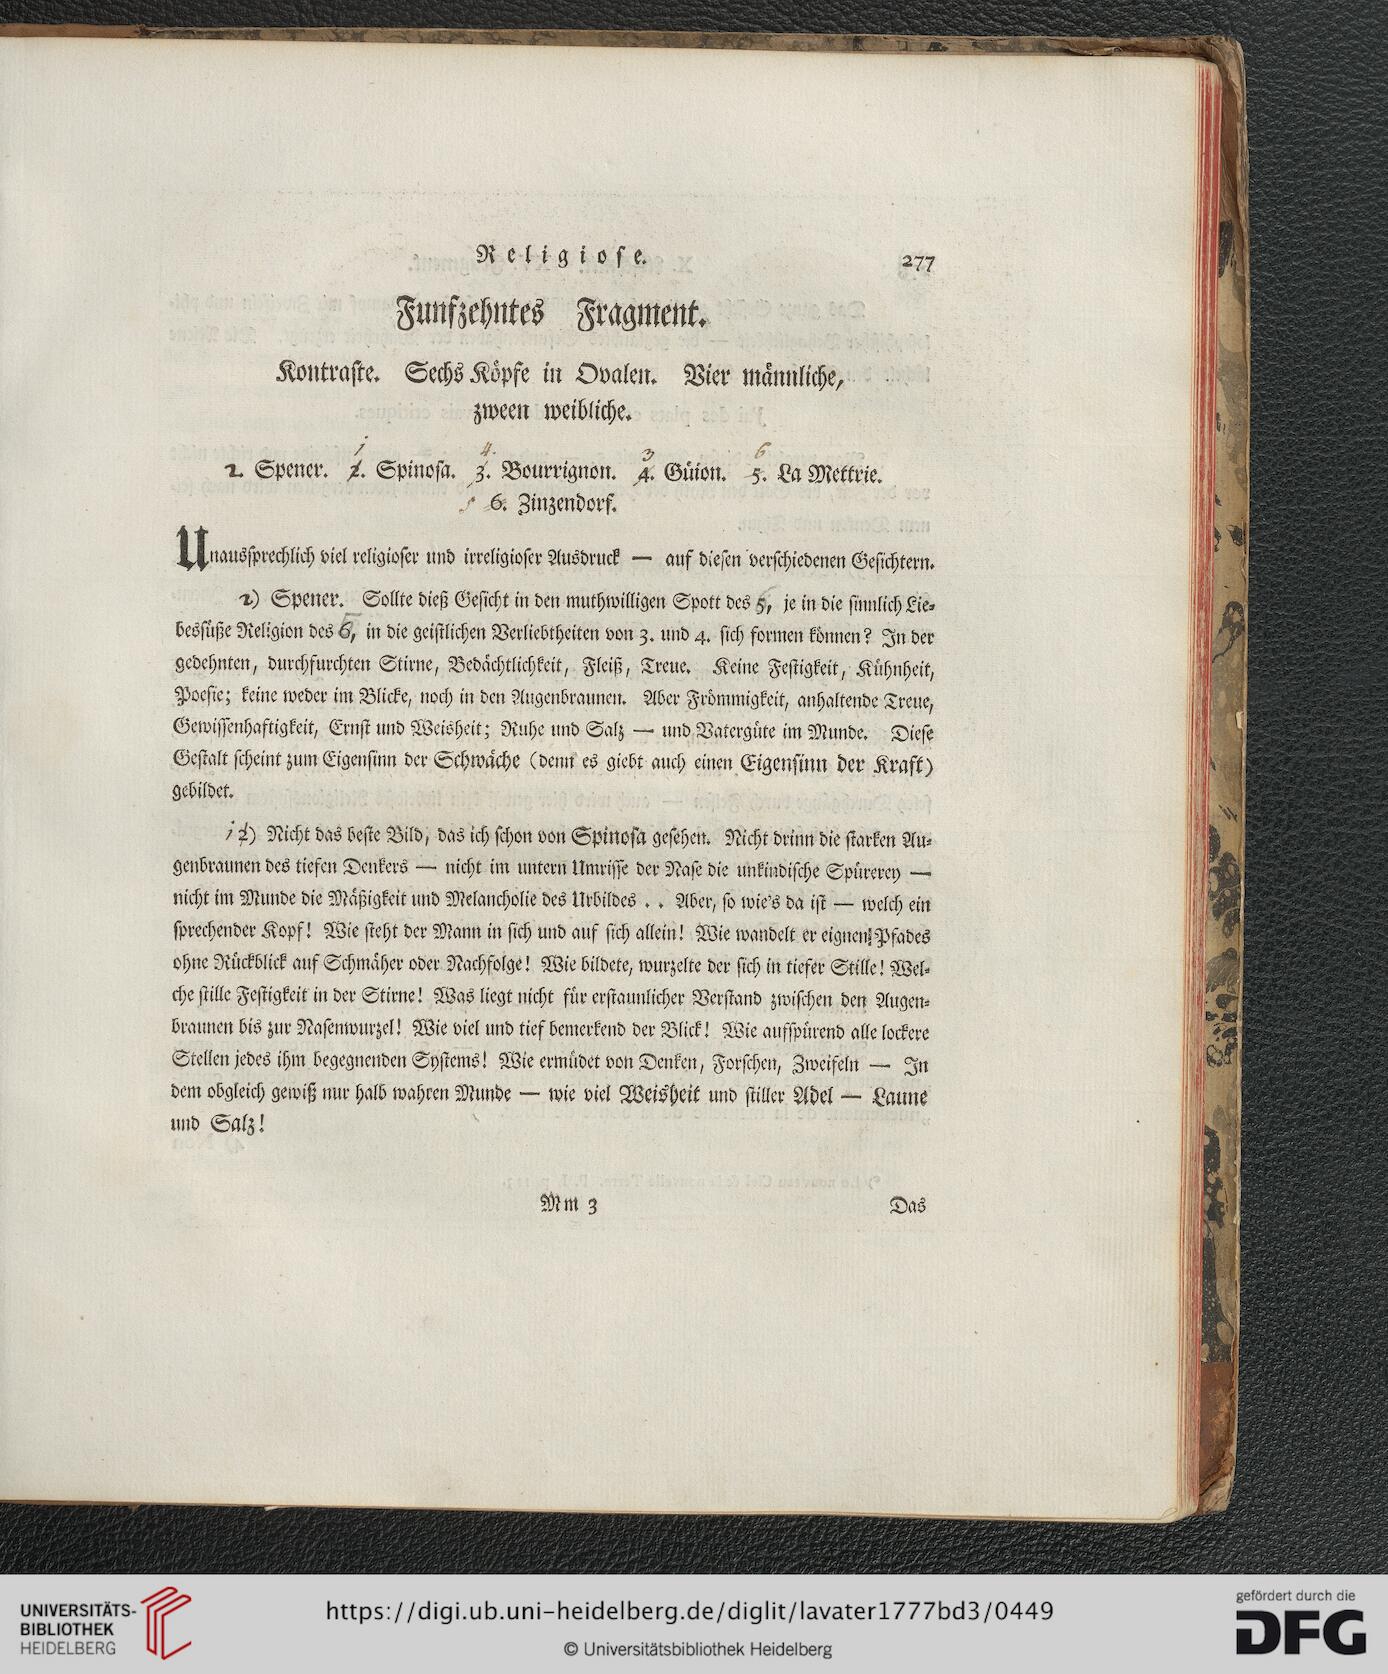 Religiose.
277
Funfzehntes Fragment.
Kontraste. Sechs Köpfe in Ovalen. Vier männliche,
zween weibliche.
1 4. 3 6
2. Spener. 2. Spinosa. 3. Bourrignon. 4. Güion. 5. La Mettrie.
5 6. Zinzendorf.
Unaussprechlich viel religioser und irreligioser Ausdruck — auf diesen verschiedenen Gesichtern.
2) Spener. Sollte dieß Gesicht in den muthwilligen Spott des 5, je in die sinnlich Lie-
bessüße Religion des 6, in die geistlichen Verliebtheiten von 3. und 4. sich formen können? In der
gedehnten, durchfurchten Stirne, Bedächtlichkeit, Fleiß, Treue. Keine Festigkeit, Kühnheit,
Poesie; keine weder im Blicke, noch in den Augenbraunen. Aber Frömmigkeit, anhaltende Treue,
Gewissenhaftigkeit, Ernst und Weisheit; Ruhe und Salz — und Vatergüte im Munde. Diese
Gestalt scheint zum Eigensinn der Schwäche (denn es giebt auch einen Eigensinn der Kraft)
gebildet.
1 2) Nicht das beste Bild, das ich schon von Spinosa gesehen. Nicht drinn die starken Au-
genbraunen des tiefen Denkers — nicht im untern Umrisse der Nase die unkindische Spürerey —
nicht im Munde die Mäßigkeit und Melancholie des Urbildes . . Aber, so wie's da ist — welch ein
sprechender Kopf! Wie steht der Mann in sich und auf sich allein! Wie wandelt er eignen Pfades
ohne Rückblick auf Schmäher oder Nachfolge! Wie bildete, wurzelte der sich in tiefer Stille! Wel-
che stille Festigkeit in der Stirne! Was liegt nicht für erstaunlicher Verstand zwischen den Augen-
braunen bis zur Nasenwurzel! Wie viel und tief bemerkend der Blick! Wie aufspürend alle lockere
Stellen jedes ihm begegnenden Systems! Wie ermüdet von Denken, Forschen, Zweifeln — In
dem obgleich gewiß nur halb wahren Munde — wie viel Weisheit und stiller Adel — Laune
und Salz!
Mm 3
Das
UNIVERSITÄTS-
BIBLIOTHEK
HEIDELBERG
https://digi.ub.uni-heidelberg.de/diglit/lavater1777bd3/0449
© Universitätsbibliothek Heidelberg
gefördert durch die
DFG